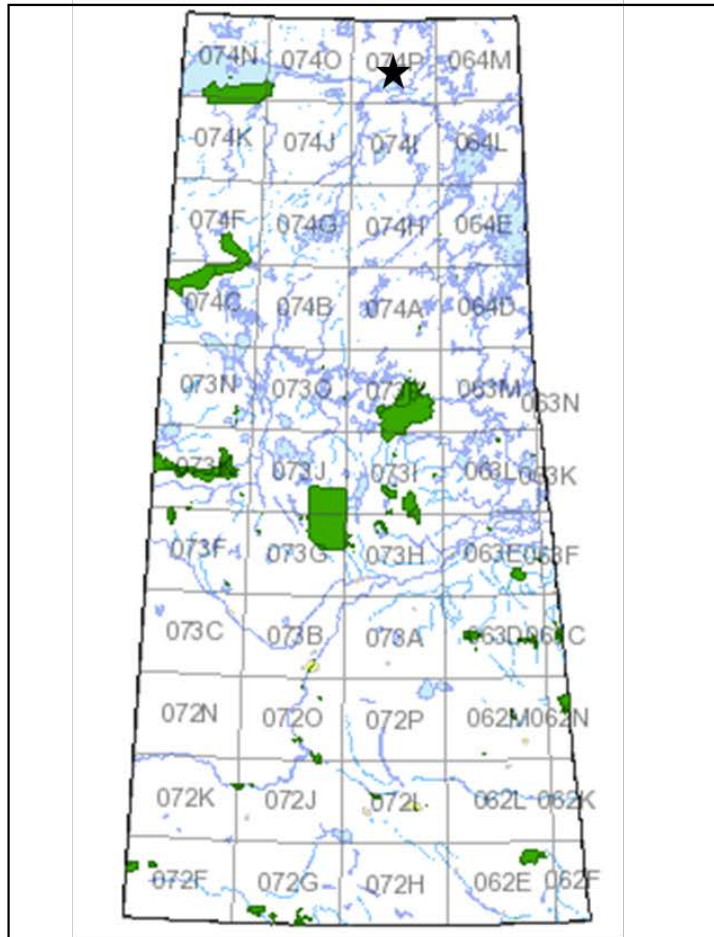 074N 074O 074P 064M
074K 074J 074I 064L
074F 074G 074H 064E
074C 074B 074A 064D
073N 073O 063M 063N
073J 073I 063L 063K
073F 073G 073H 063E 063F
073C 073B 073A 063D 063C
072N 072O 072P 062M 062N
072K 072J 072I 062L 062K
072F 072G 072H 062E 062F